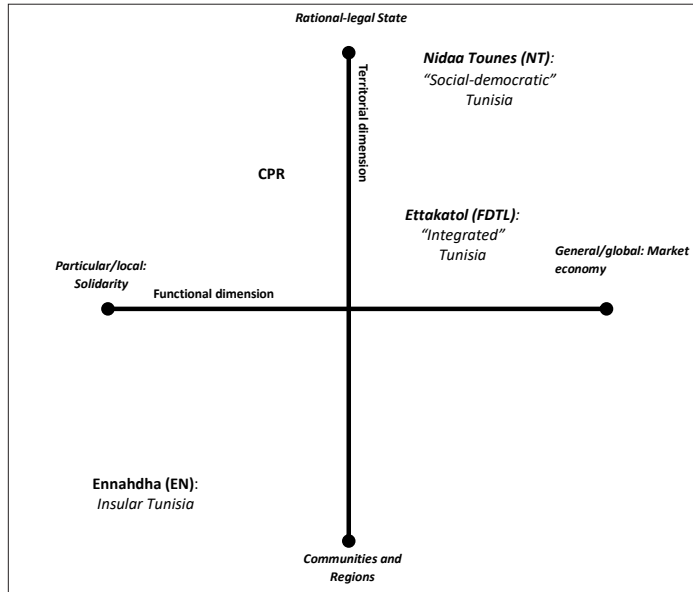 Rational-legal State
Nidaa Tounes (NT):
“Social-democratic”
Tunisia
Territorial dimension
CPR
Ettakatol (FDTL):
“Integrated”
Tunisia
General/global: Market
economy
Particular/local:
Solidarity
Functional dimension
Ennahdha (EN):
Insular Tunisia
Communities and
Regions